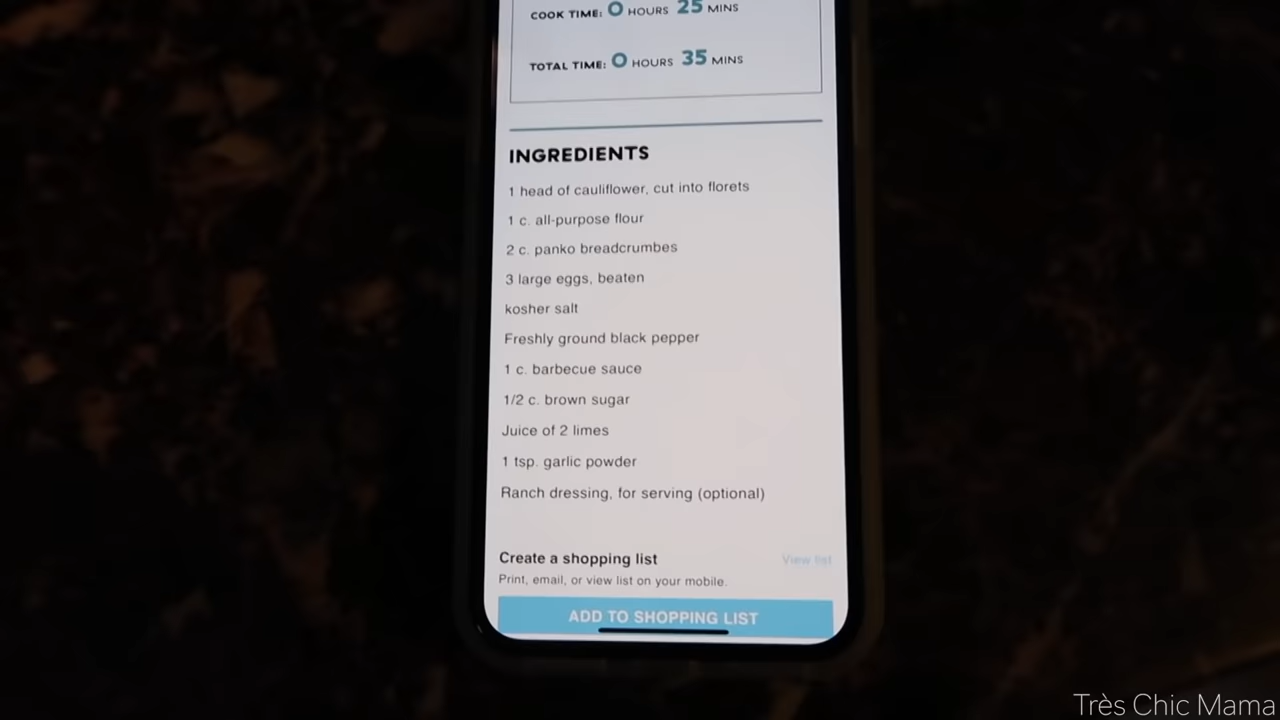 COOK TIME: 0 HOURS 25 MINS
TOTAL TIME: 0 HOURS 35 MINS
INGREDIENTS
1 head of cauliflower, cut into florets
1 c. all-purpose flour
2 c. panko breadcrumbes
3 large eggs, beaten
kosher salt
Freshly ground black pepper
1 c. barbecue sauce
1/2 c. brown sugar
Juice of 2 limes
1 tsp. garlic powder
Ranch dressing, for serving (optional)
Create a shopping list
View list
Print, email, or view list on your mobile.
ADD TO SHOPPING LIST
Très Chic Mama